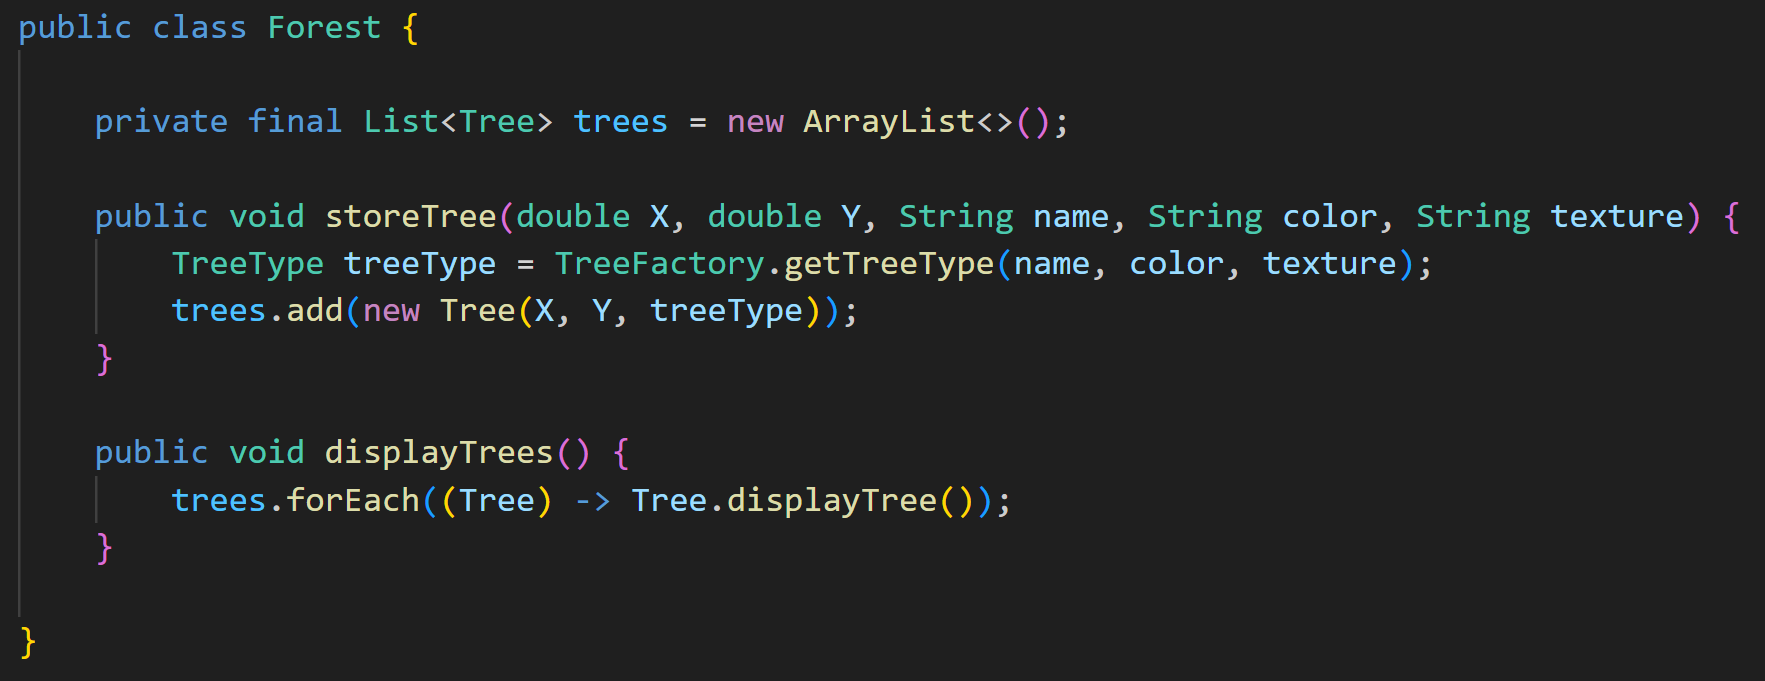 public class Forest {
private final List<Tree> trees = new ArrayList<>();
public void storeTree(double X, double Y, String name, String color, String texture) {
TreeType treeType = TreeFactory.getTreeType(name, color, texture);
trees.add(new Tree(X, Y, treeType));
}
public void displayTrees() {
trees.forEach((Tree) -> Tree.displayTree());
}
}